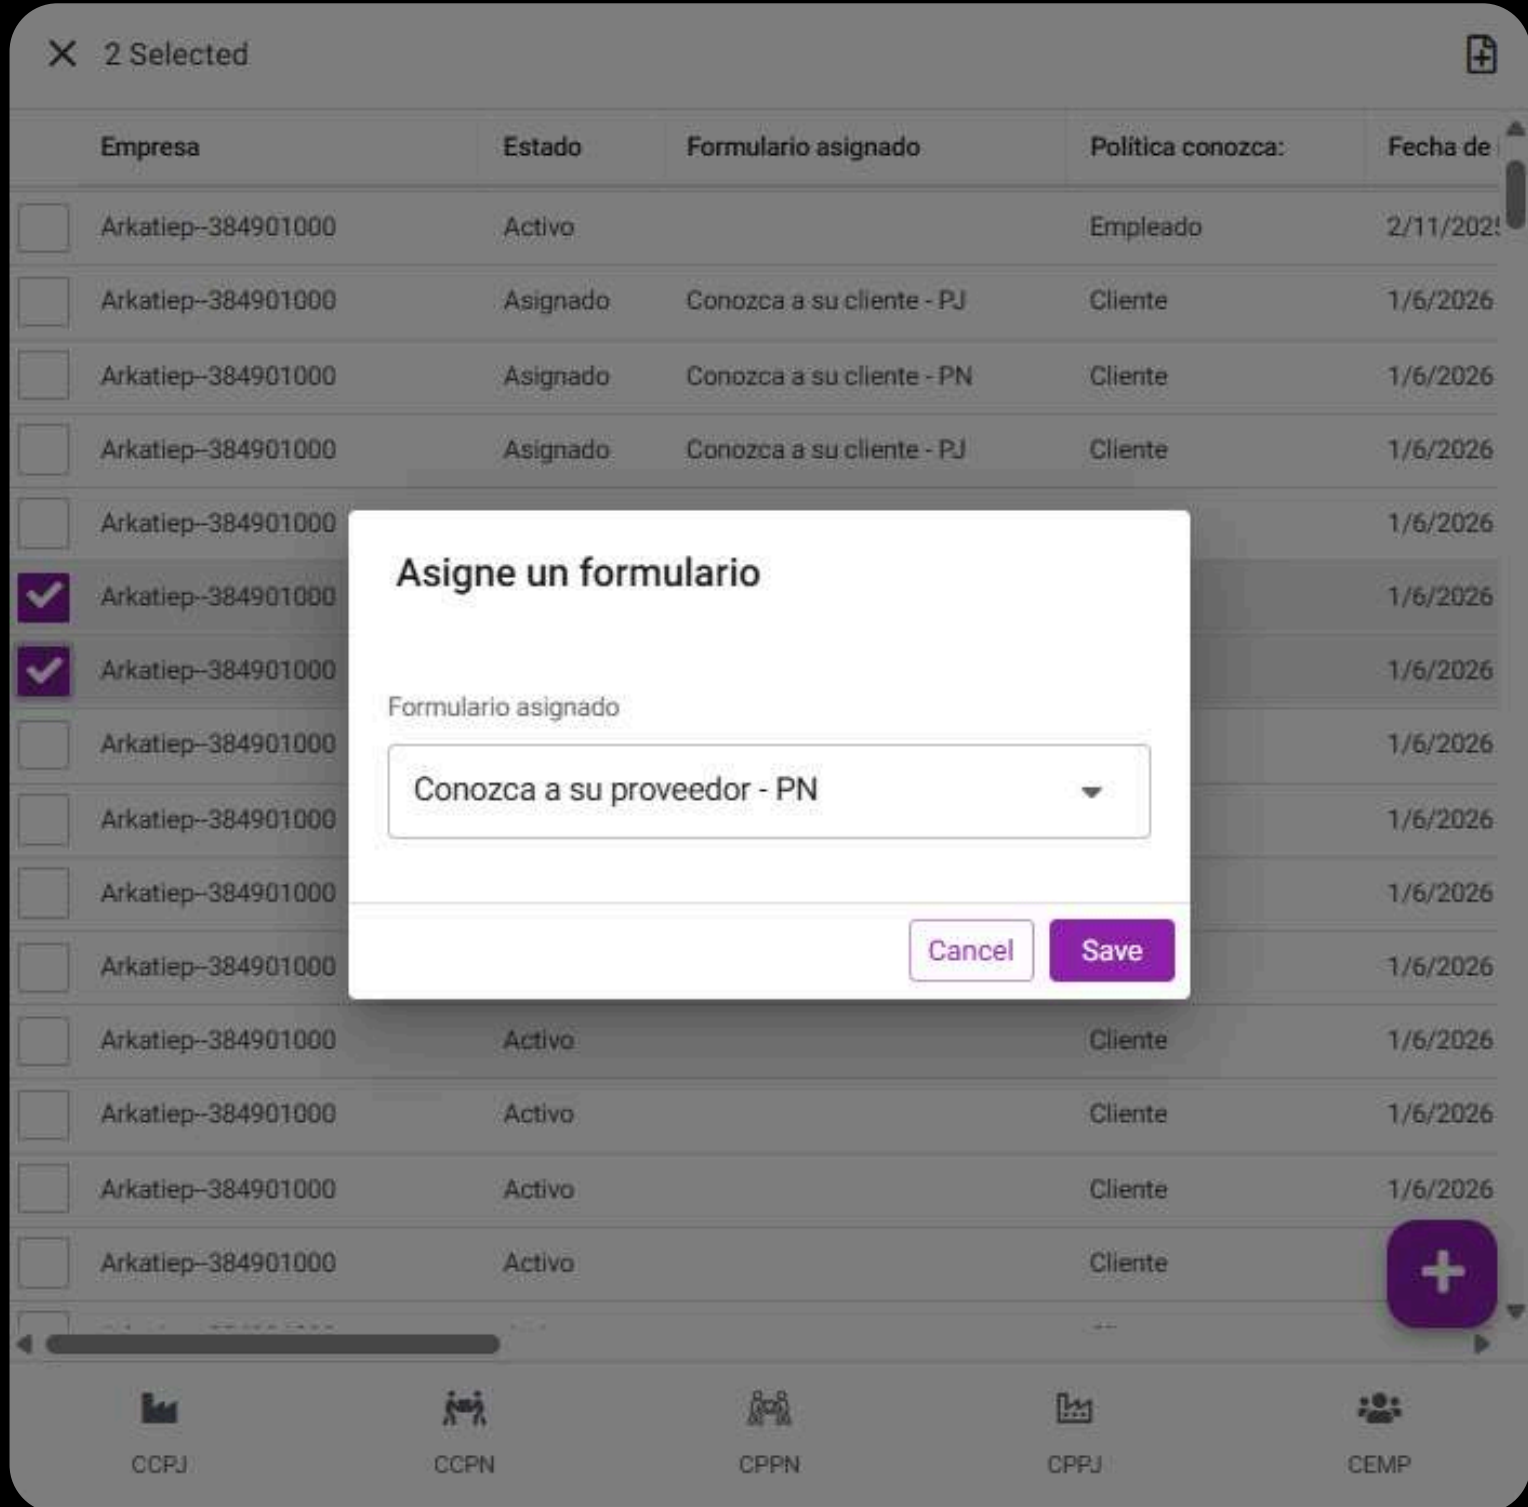 2 Selected
Empresa Estado Formulario asignado Política conozca: Fecha de
Arkatiep--384901000 Activo Empleado 2/11/202
Arkatiep--384901000 Asignado Conozca a su cliente - PJ Cliente 1/6/2026
Arkatiep--384901000 Asignado Conozca a su cliente - PN Cliente 1/6/2026
Arkatiep--384901000 Asignado Conozca a su cliente - PJ Cliente 1/6/2026
Arkatiep--384901000 1/6/2026
Arkatiep--384901000 1/6/2026
Arkatiep--384901000 1/6/2026
Arkatiep--384901000 1/6/2026
Arkatiep--384901000 1/6/2026
Arkatiep--384901000 1/6/2026
Arkatiep--384901000 1/6/2026
Arkatiep--384901000 Activo Cliente 1/6/2026
Arkatiep--384901000 Activo Cliente 1/6/2026
Arkatiep--384901000 Activo Cliente 1/6/2026
Arkatiep--384901000 Activo Cliente
Asigne un formulario
Formulario asignado
Conozca a su proveedor - PN
Cancel Save
CCPJ CCPN CPPN CPPJ CEMP